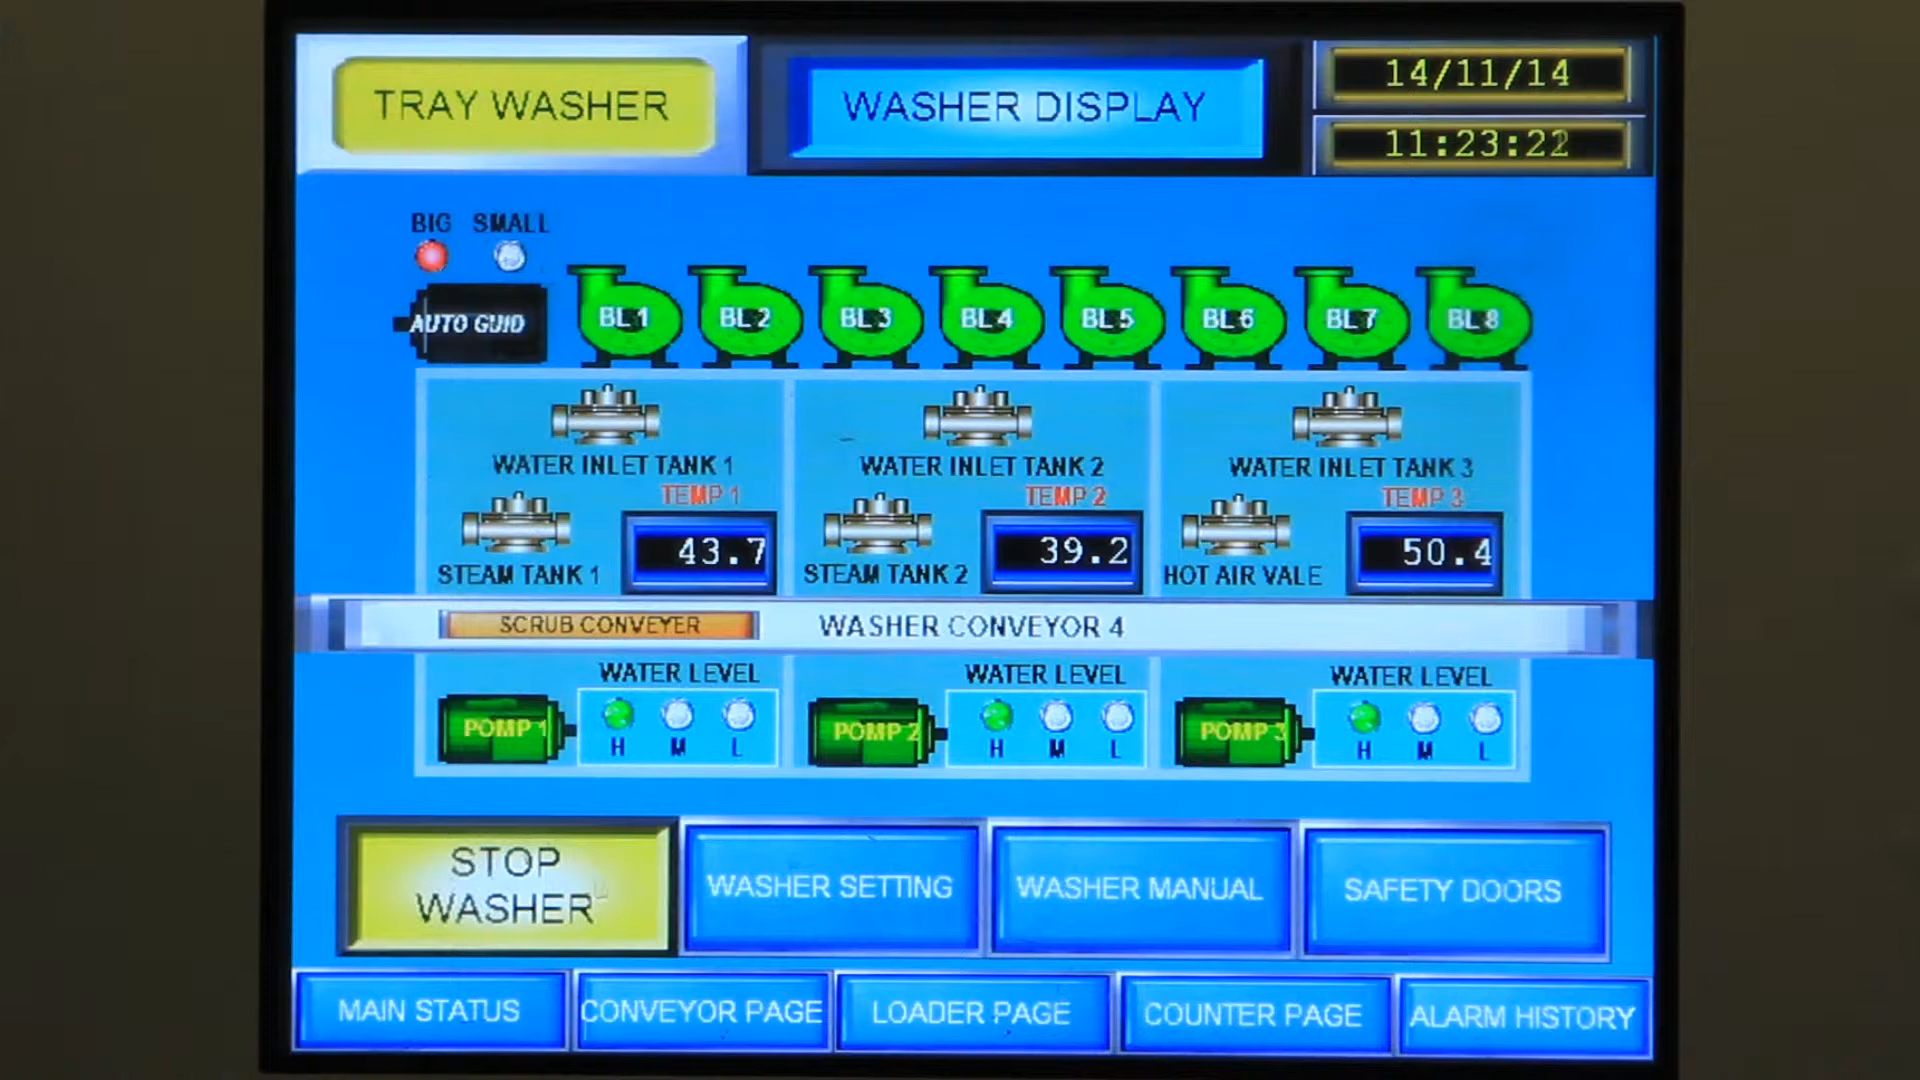 TRAY WASHER
WASHER DISPLAY
14/11/14
11:23:22
BIG SMALL
AUTO GUID
BL 1
BL 2
BL 3
BL 4
BL 5
BL 6
BL 7
BL 8
WATER INLET TANK 1
WATER INLET TANK 2
WATER INLET TANK 3
TEMP 1
TEMP 2
TEMP 3
43.7
39.2
50.4
STEAM TANK 1
STEAM TANK 2
HOT AIR VALE
SCRUB CONVEYER
WASHER CONVEYOR 4
WATER LEVEL
WATER LEVEL
WATER LEVEL
POMP 1
H M L
POMP 2
H M L
POMP 3
H M L
STOP
WASHER
WASHER SETTING
WASHER MANUAL
SAFETY DOORS
MAIN STATUS
CONVEYOR PAGE
LOADER PAGE
COUNTER PAGE
ALARM HISTORY